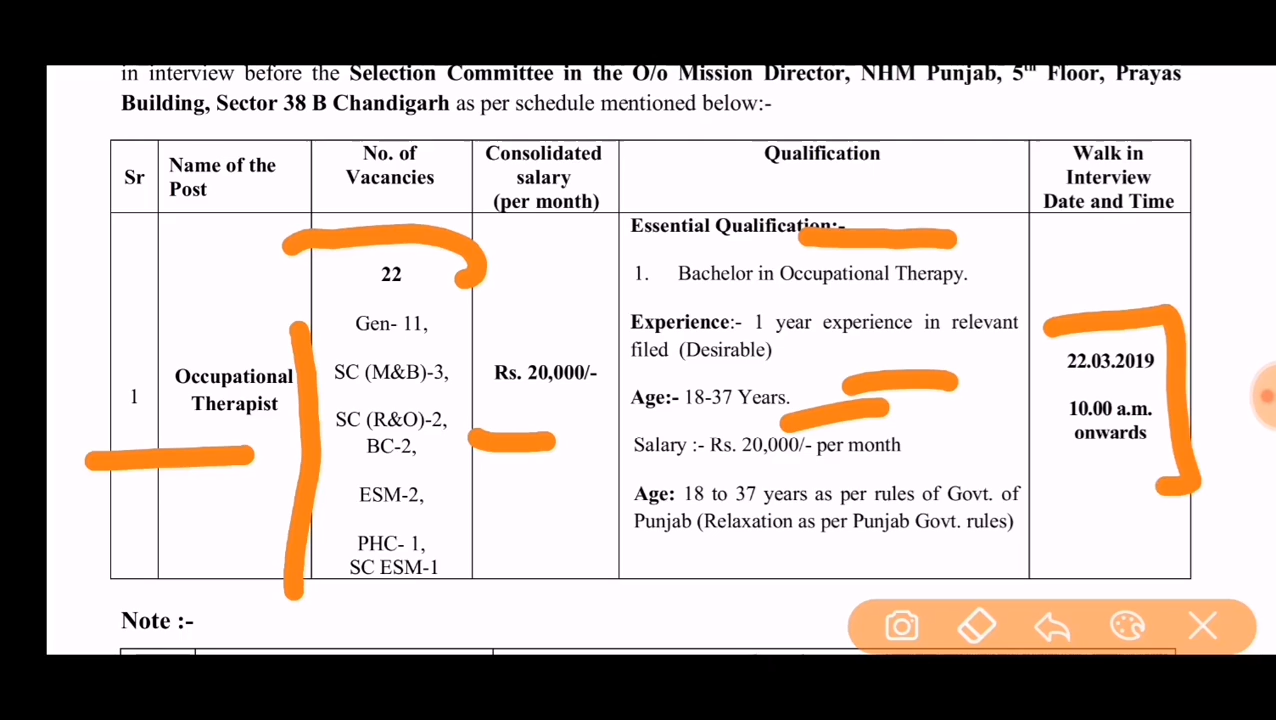 in interview before the Selection Committee in the O/o Mission Director, NHM Punjab, 5th Floor, Prayas
Building, Sector 38 B Chandigarh as per schedule mentioned below:-
Sr
Name of the
Post
No. of
Vacancies
Consolidated
salary
(per month)
Qualification
Walk in
Interview
Date and Time
1
Occupational
Therapist
22
Gen- 11,
SC (M&B)-3,
SC (R&O)-2,
BC-2,
ESM-2,
PHC- 1,
SC ESM-1
Rs. 20,000/-
Essential Qualification:-
1. Bachelor in Occupational Therapy.
Experience:- 1 year experience in relevant
filed (Desirable)
Age:- 18-37 Years.
Salary :- Rs. 20,000/- per month
Age: 18 to 37 years as per rules of Govt. of
Punjab (Relaxation as per Punjab Govt. rules)
22.03.2019
10.00 a.m.
onwards
Note :-